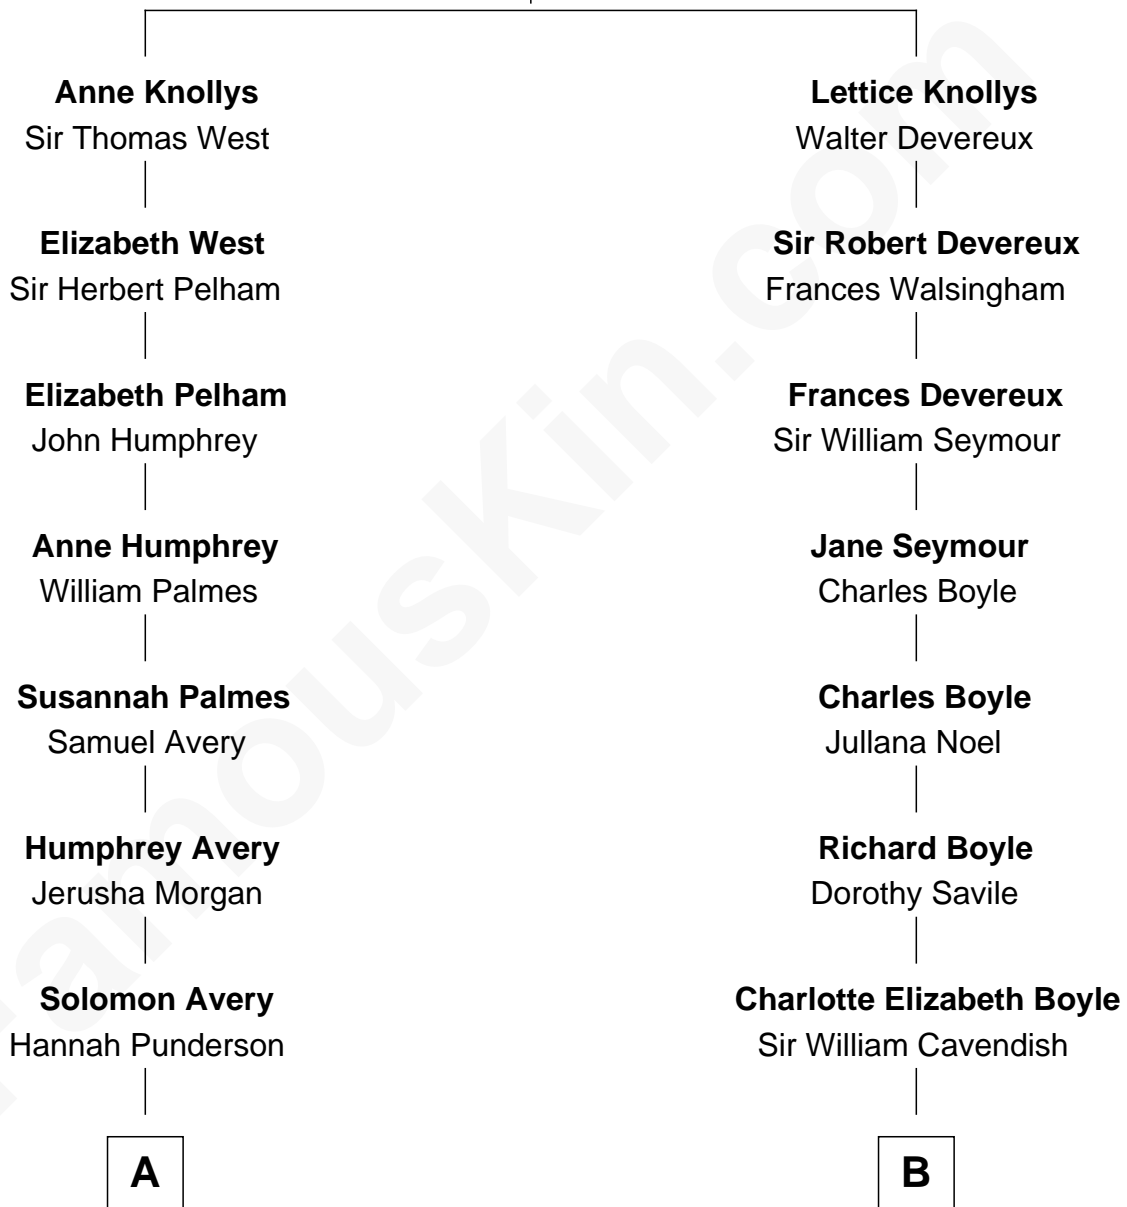 Anne Knollys
Sir Thomas West
Elizabeth West
Sir Herbert Pelham
Elizabeth Pelham
John Humphrey
Anne Humphrey
William Palmes
Susannah Palmes
Samuel Avery
Humphrey Avery
Jerusha Morgan
Solomon Avery
Hannah Punderson
A
Lettice Knollys
Walter Devereux
Sir Robert Devereux
Frances Walsingham
Frances Devereux
Sir William Seymour
Jane Seymour
Charles Boyle
Charles Boyle
Jullana Noel
Richard Boyle
Dorothy Savile
Charlotte Elizabeth Boyle
Sir William Cavendish
B
FamousKin.com